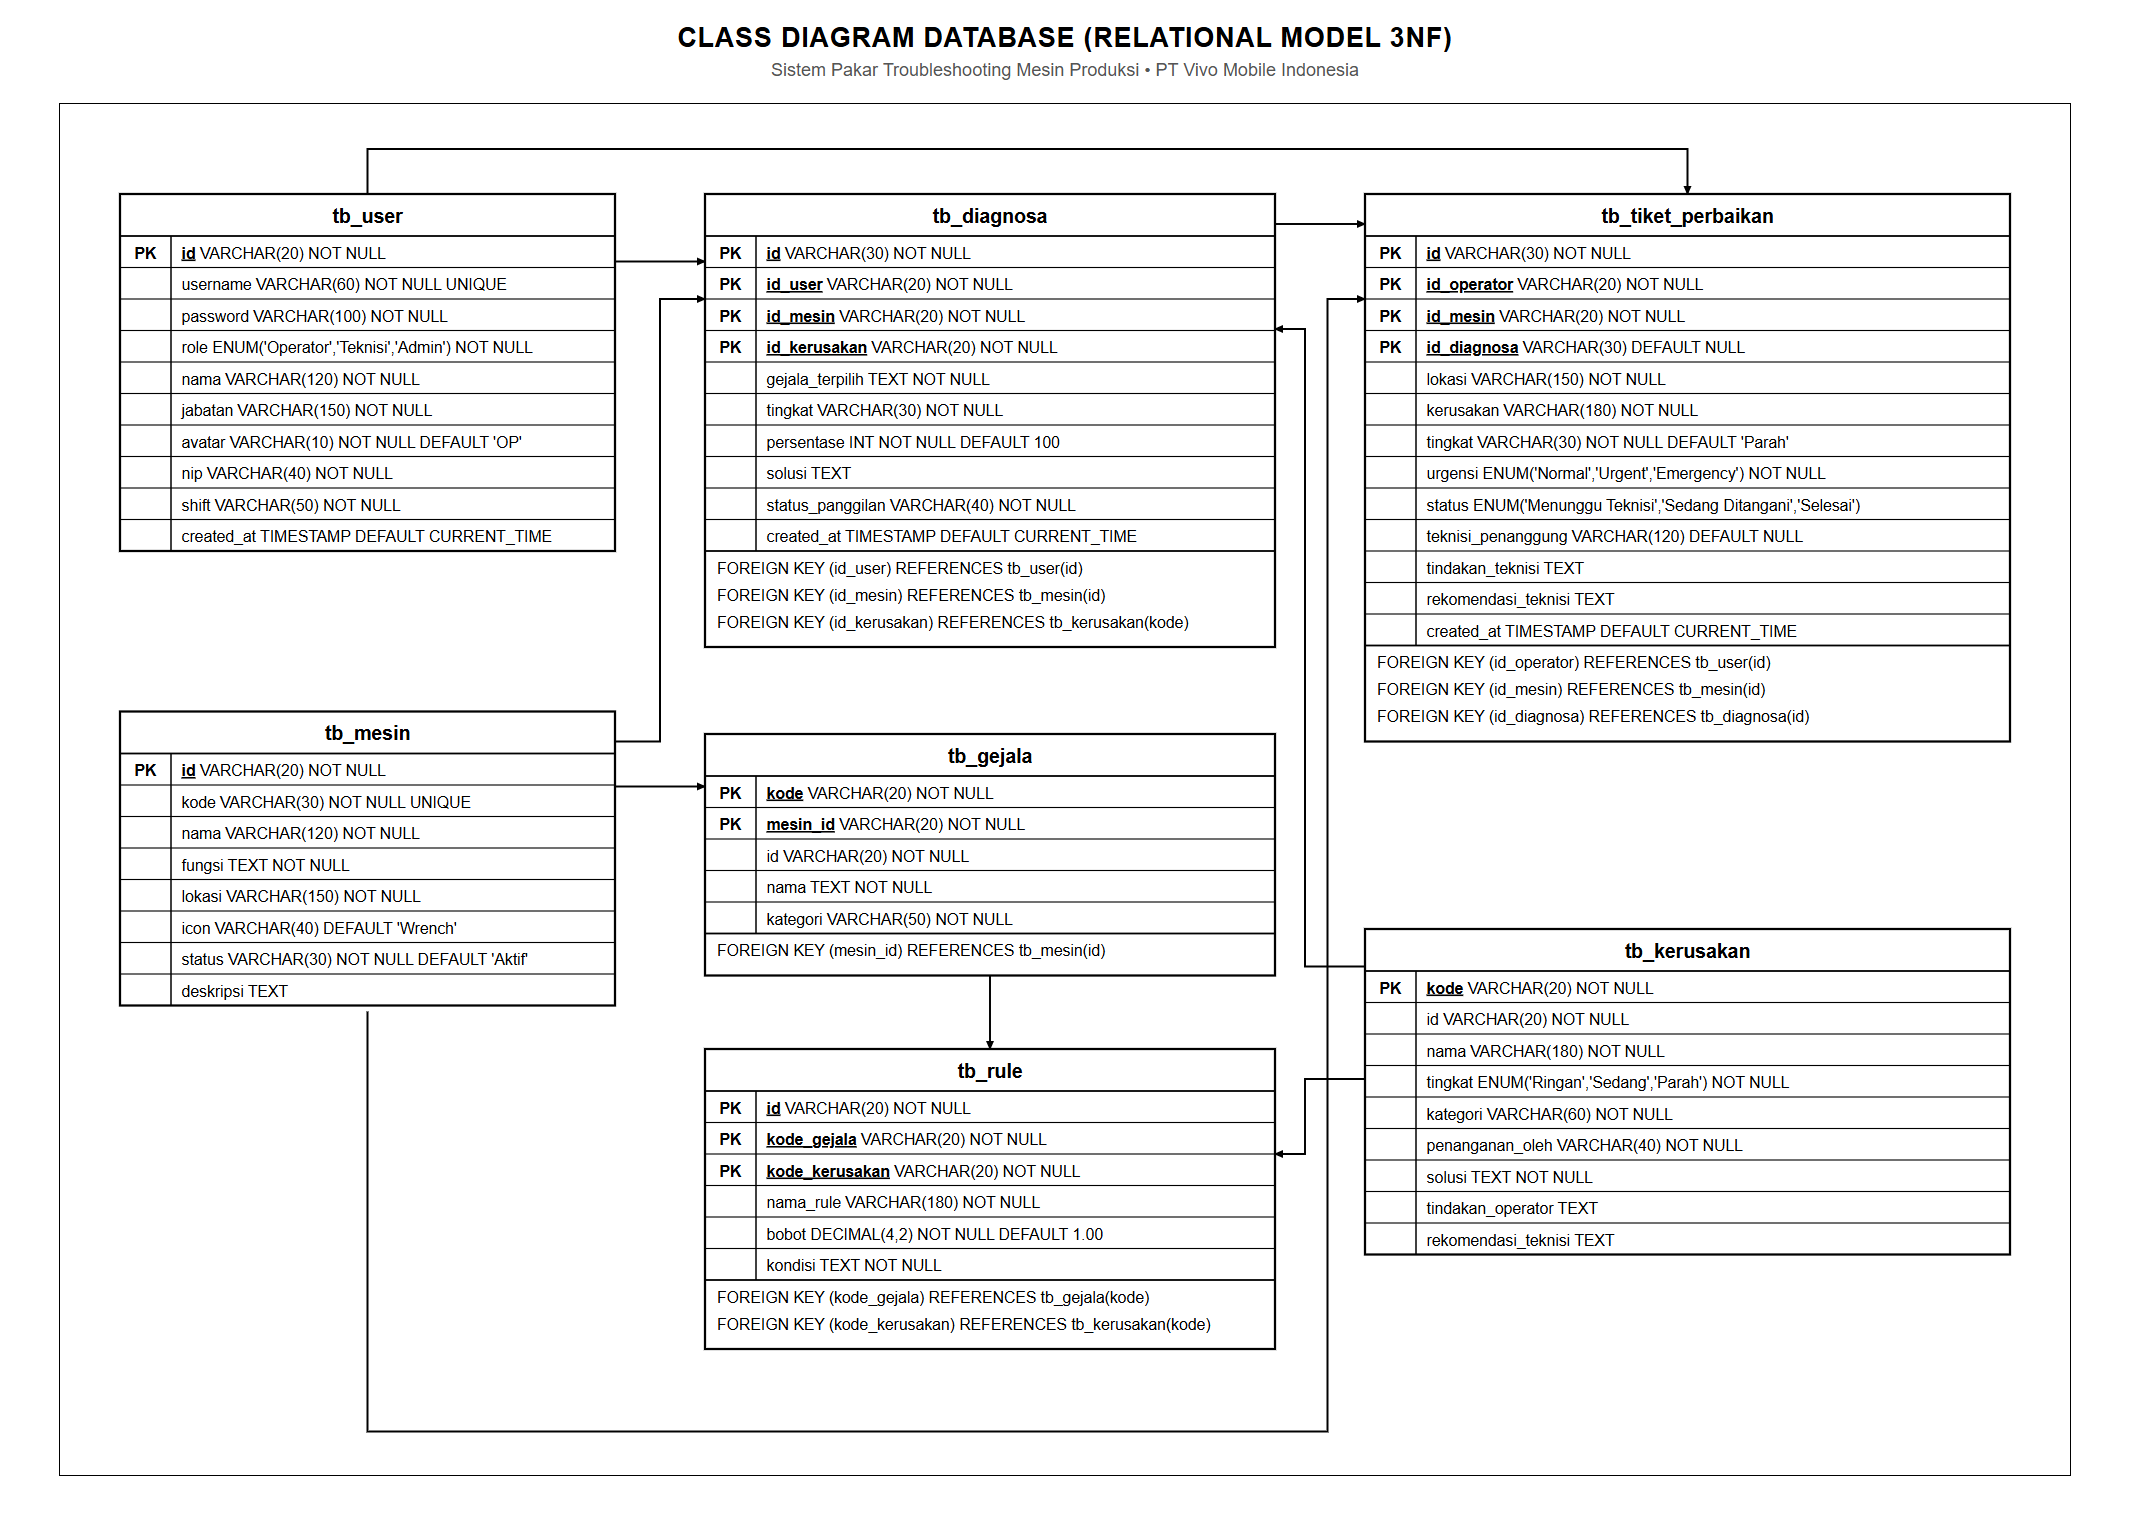 CLASS DIAGRAM DATABASE (RELATIONAL MODEL 3NF)
Sistem Pakar Troubleshooting Mesin Produksi • PT Vivo Mobile Indonesia
tb_user
PK id VARCHAR(20) NOT NULL
username VARCHAR(60) NOT NULL UNIQUE
password VARCHAR(100) NOT NULL
role ENUM('Operator','Teknisi','Admin') NOT NULL
nama VARCHAR(120) NOT NULL
jabatan VARCHAR(150) NOT NULL
avatar VARCHAR(10) NOT NULL DEFAULT 'OP'
nip VARCHAR(40) NOT NULL
shift VARCHAR(50) NOT NULL
created_at TIMESTAMP DEFAULT CURRENT_TIME
tb_diagnosa
PK id VARCHAR(30) NOT NULL
PK id_user VARCHAR(20) NOT NULL
PK id_mesin VARCHAR(20) NOT NULL
PK id_kerusakan VARCHAR(20) NOT NULL
gejala_terpilih TEXT NOT NULL
tingkat VARCHAR(30) NOT NULL
persentase INT NOT NULL DEFAULT 100
solusi TEXT
status_panggilan VARCHAR(40) NOT NULL
created_at TIMESTAMP DEFAULT CURRENT_TIME
FOREIGN KEY (id_user) REFERENCES tb_user(id)
FOREIGN KEY (id_mesin) REFERENCES tb_mesin(id)
FOREIGN KEY (id_kerusakan) REFERENCES tb_kerusakan(kode)
tb_tiket_perbaikan
PK id VARCHAR(30) NOT NULL
PK id_operator VARCHAR(20) NOT NULL
PK id_mesin VARCHAR(20) NOT NULL
PK id_diagnosa VARCHAR(30) DEFAULT NULL
lokasi VARCHAR(150) NOT NULL
kerusakan VARCHAR(180) NOT NULL
tingkat VARCHAR(30) NOT NULL DEFAULT 'Parah'
urgensi ENUM('Normal','Urgent','Emergency') NOT NULL
status ENUM('Menunggu Teknisi','Sedang Ditangani','Selesai')
teknisi_penanggung VARCHAR(120) DEFAULT NULL
tindakan_teknisi TEXT
rekomendasi_teknisi TEXT
created_at TIMESTAMP DEFAULT CURRENT_TIME
FOREIGN KEY (id_operator) REFERENCES tb_user(id)
FOREIGN KEY (id_mesin) REFERENCES tb_mesin(id)
FOREIGN KEY (id_diagnosa) REFERENCES tb_diagnosa(id)
tb_mesin
PK id VARCHAR(20) NOT NULL
kode VARCHAR(30) NOT NULL UNIQUE
nama VARCHAR(120) NOT NULL
fungsi TEXT NOT NULL
lokasi VARCHAR(150) NOT NULL
icon VARCHAR(40) DEFAULT 'Wrench'
status VARCHAR(30) NOT NULL DEFAULT 'Aktif'
deskripsi TEXT
tb_gejala
PK kode VARCHAR(20) NOT NULL
PK mesin_id VARCHAR(20) NOT NULL
id VARCHAR(20) NOT NULL
nama TEXT NOT NULL
kategori VARCHAR(50) NOT NULL
FOREIGN KEY (mesin_id) REFERENCES tb_mesin(id)
tb_kerusakan
PK kode VARCHAR(20) NOT NULL
id VARCHAR(20) NOT NULL
nama VARCHAR(180) NOT NULL
tingkat ENUM('Ringan','Sedang','Parah') NOT NULL
kategori VARCHAR(60) NOT NULL
penanganan_oleh VARCHAR(40) NOT NULL
solusi TEXT NOT NULL
tindakan_operator TEXT
rekomendasi_teknisi TEXT
tb_rule
PK id VARCHAR(20) NOT NULL
PK kode_gejala VARCHAR(20) NOT NULL
PK kode_kerusakan VARCHAR(20) NOT NULL
nama_rule VARCHAR(180) NOT NULL
bobot DECIMAL(4,2) NOT NULL DEFAULT 1.00
kondisi TEXT NOT NULL
FOREIGN KEY (kode_gejala) REFERENCES tb_gejala(kode)
FOREIGN KEY (kode_kerusakan) REFERENCES tb_kerusakan(kode)